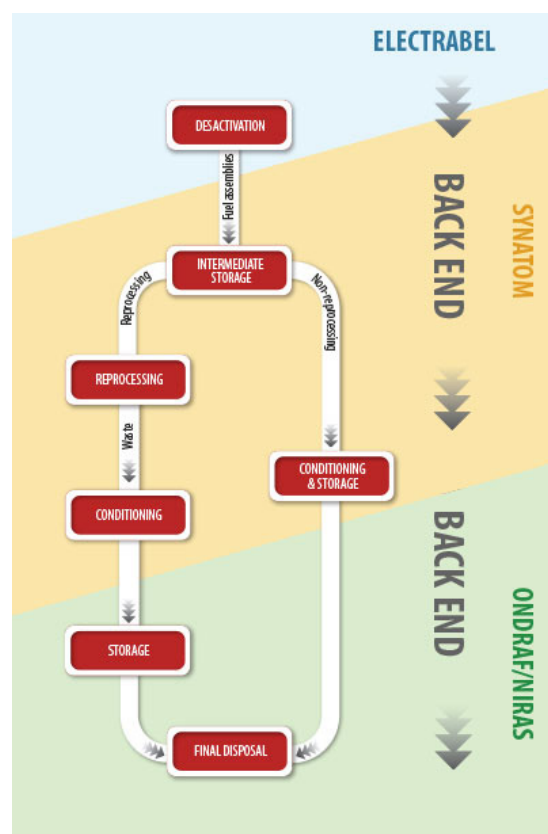 ELECTRABEL
DESACTIVATION
Fuel assemblies
BACK END
SYNATOM
INTERMEDIATE
STORAGE
Reprocessing
Non-reprocessing
REPROCESSING
Waste
CONDITIONING
& STORAGE
CONDITIONING
BACK END
ONDRAF/NIRAS
STORAGE
FINAL DISPOSAL